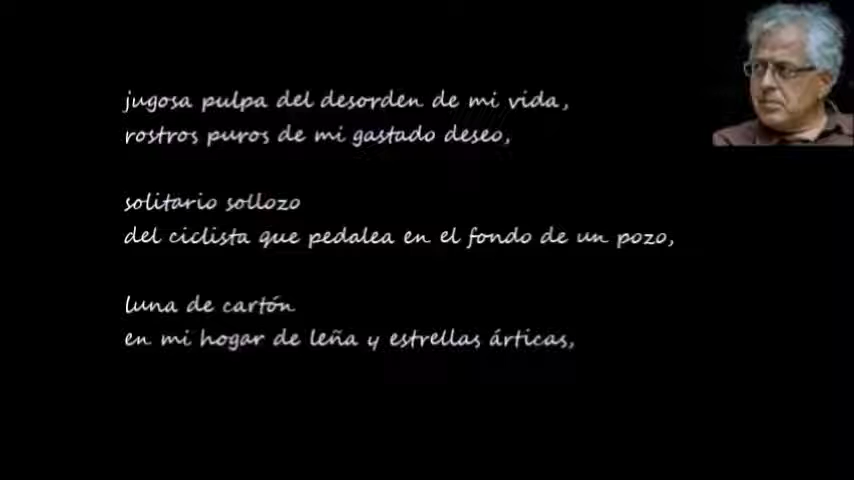 jugosa pulpa del desorden de mi vida,
rostros puros de mi gastado deseo,
solitario sollozo
del ciclista que pedalea en el fondo de un pozo,
luna de cartón
en mi hogar de leña y estrellas árticas,